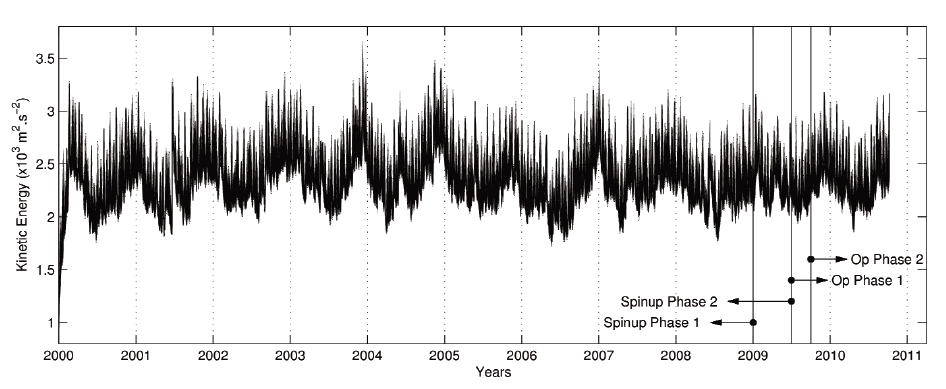 3.5
3
2.5
2
1.5
1
Kinetic Energy (x10³ m².s⁻²)
Op Phase 2
Op Phase 1
Spinup Phase 2
Spinup Phase 1
2000 2001 2002 2003 2004 2005 2006 2007 2008 2009 2010 2011
Years